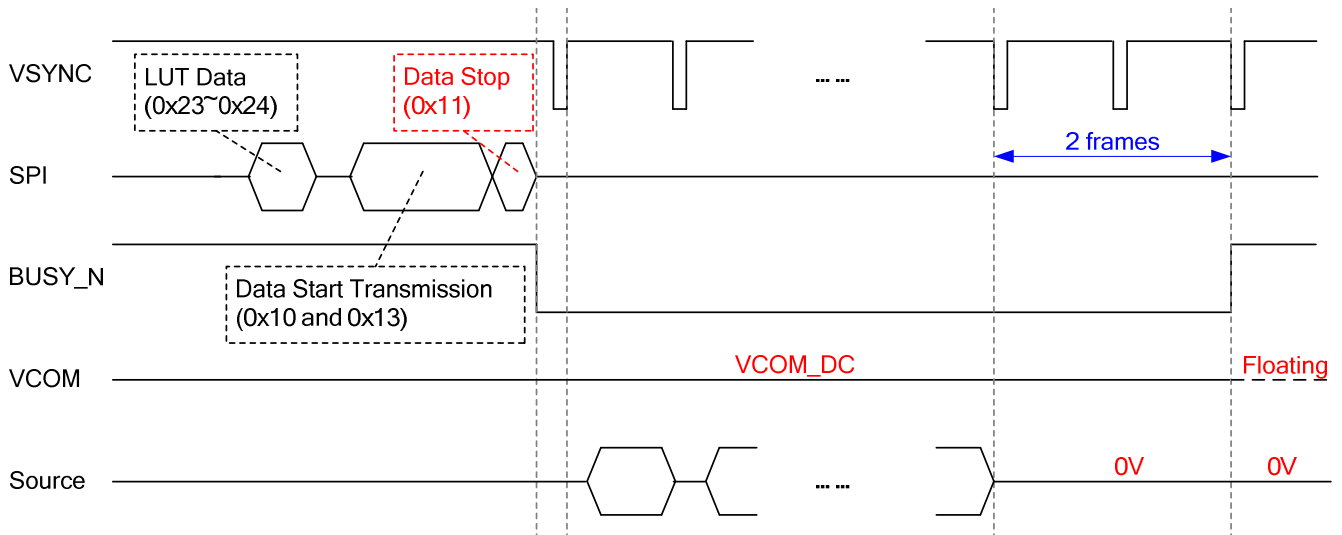 VSYNC
LUT Data
(0x23~0x24)
Data Stop
(0x11)
... ...
2 frames
SPI
BUSY_N
Data Start Transmission
(0x10 and 0x13)
VCOM
VCOM_DC
Floating
Source
... ...
0V
0V